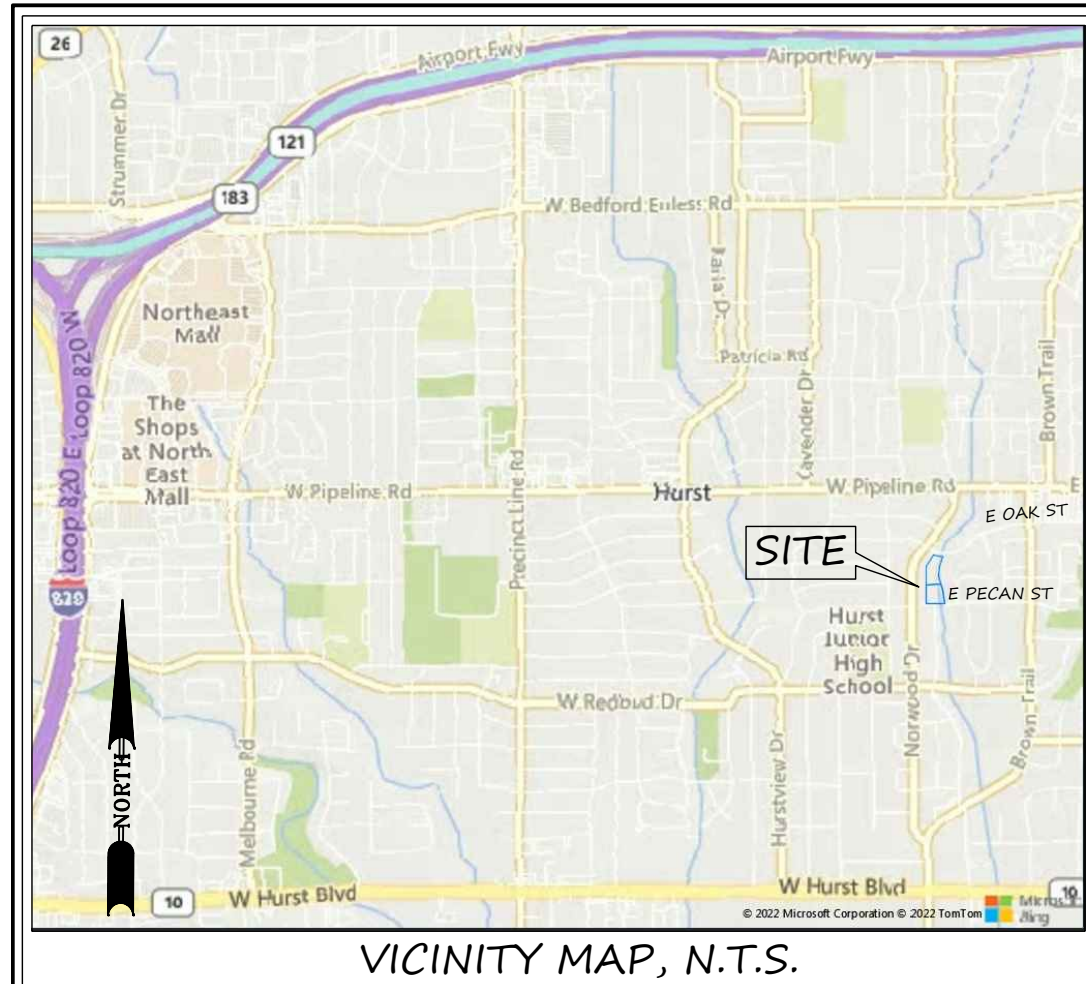 26
Airport Fwy
Airport Fwy
Strummer Dr
121
183
W Bedford Euless Rd
Northeast
Mall
Patricia Rd
Cavender Dr
Brown Trail
Loop 820 E
Loop 820 W
The
Shops
at North
East
Mall
W Pipeline Rd
Precinct Line Rd
Hurst
W Pipeline Rd
E
E OAK ST
SITE
E PECAN ST
820
Hurst
Junior
High
School
Norwood Dr
Brown Trail
W Redbud Dr
Hurstview Dr
Melbourne Rd
NORTH
10
W Hurst Blvd
W Hurst Blvd
10
© 2022 Microsoft Corporation © 2022 TomTom
Bing
VICINITY MAP, N.T.S.